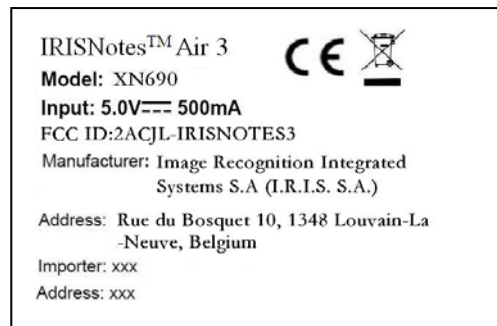 IRISNotes™ Air 3
CE
Model: XN690
Input: 5.0V⎓ 500mA
FCC ID:2ACJL-IRISNOTES3
Manufacturer: Image Recognition Integrated
Systems S.A (I.R.I.S. S.A.)
Address: Rue du Bosquet 10, 1348 Louvain-La
-Neuve, Belgium
Importer: xxx
Address: xxx